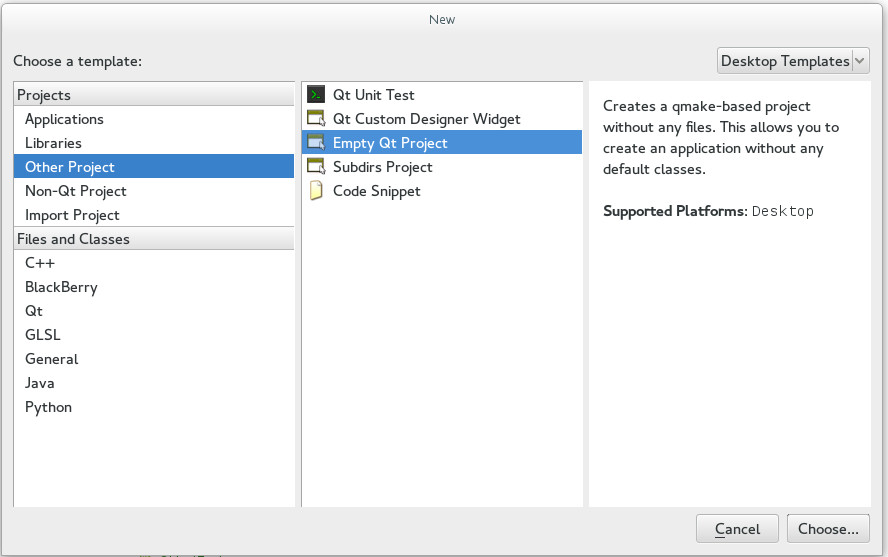 New
Choose a template:
Desktop Templates
Projects
Applications
Libraries
Other Project
Non-Qt Project
Import Project
Files and Classes
C++
BlackBerry
Qt
GLSL
General
Java
Python
Qt Unit Test
Qt Custom Designer Widget
Empty Qt Project
Subdirs Project
Code Snippet
Creates a qmake-based project
without any files. This allows you to
create an application without any
default classes.
Supported Platforms: Desktop
Cancel
Choose...